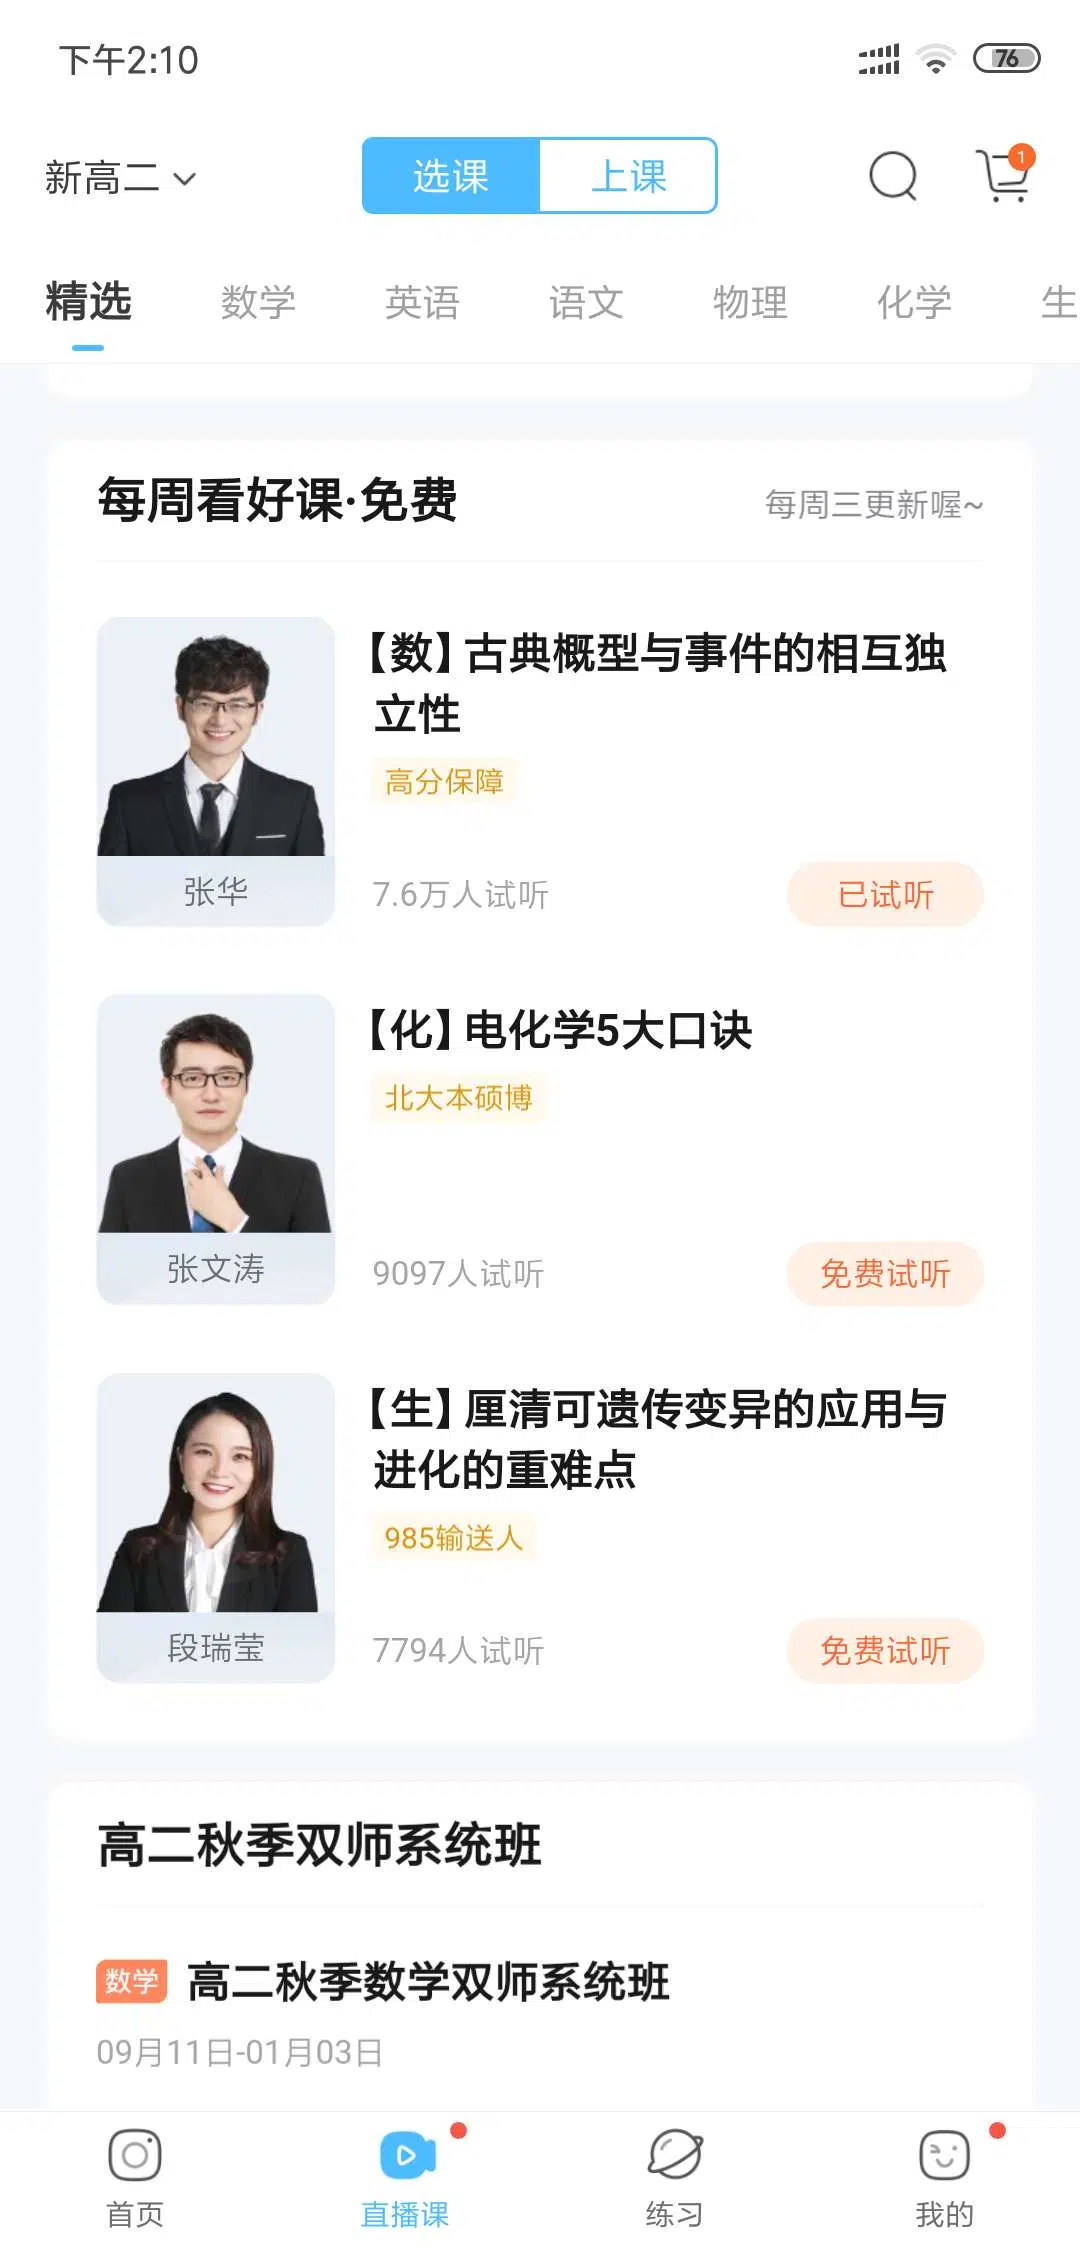 下午2:10
76
新高二
选课
上课
1
精选
数学
英语
语文
物理
化学
生
每周看好课·免费
每周三更新喔~
【数】古典概型与事件的相互独
立性
高分保障
张华
7.6万人试听
已试听
【化】电化学5大口诀
北大本硕博
张文涛
9097人试听
免费试听
【生】厘清可遗传变异的应用与
进化的重难点
985输送人
段瑞莹
7794人试听
免费试听
高二秋季双师系统班
数学
高二秋季数学双师系统班
09月11日-01月03日
首页
直播课
练习
我的